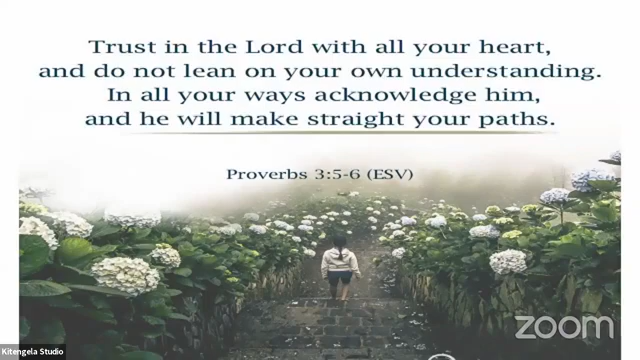 Trust in the Lord with all your heart,
and do not lean on your own understanding.
In all your ways acknowledge him,
and he will make straight your paths.
Proverbs 3:5-6 (ESV)
zoom
Kitengela Studio